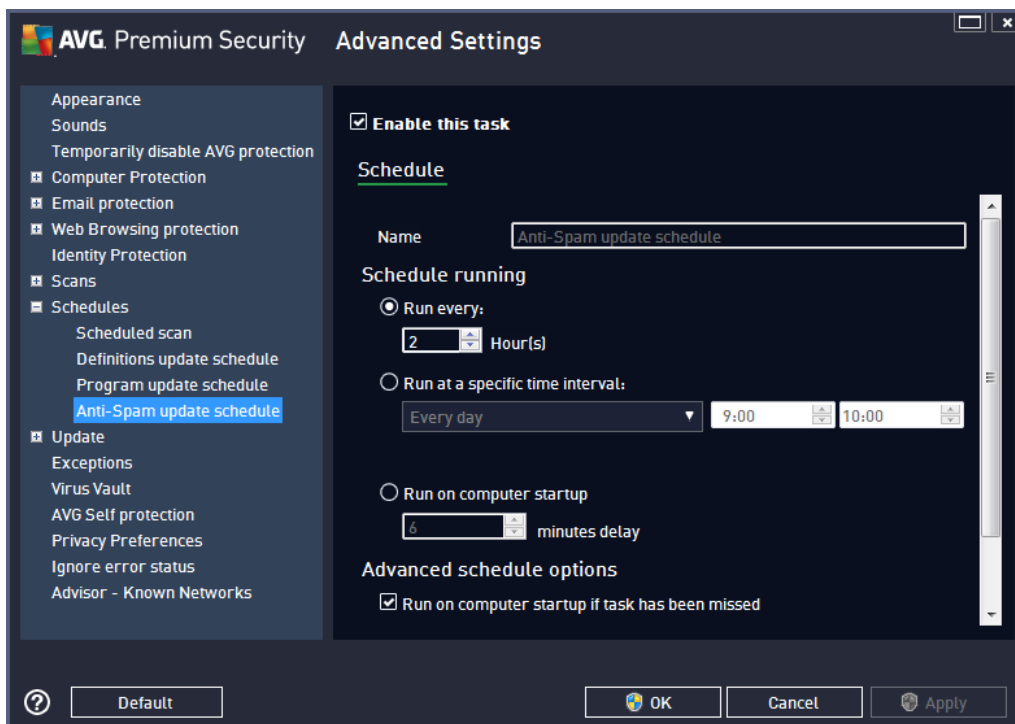 AVG. Premium Security Advanced Settings
Appearance
Sounds
Temporarily disable AVG protection
Computer Protection
Email protection
Web Browsing protection
Identity Protection
Scans
Schedules
Scheduled scan
Definitions update schedule
Program update schedule
Anti-Spam update schedule
Update
Exceptions
Virus Vault
AVG Self protection
Privacy Preferences
Ignore error status
Advisor - Known Networks
Enable this task
Schedule
Name Anti-Spam update schedule
Schedule running
Run every:
2 Hour(s)
Run at a specific time interval:
Every day 9:00 10:00
Run on computer startup
6 minutes delay
Advanced schedule options
Run on computer startup if task has been missed
Default OK Cancel Apply